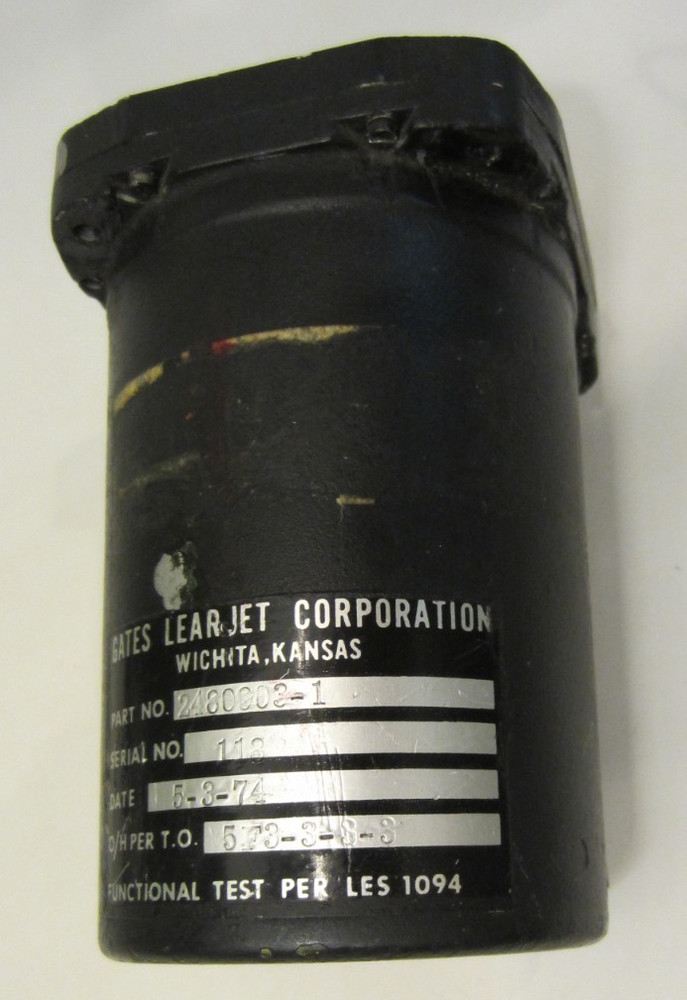 GATES LEARJET CORPORATION
WICHITA, KANSAS
PART NO. 2480003-1
SERIAL NO. 118
DATE 5-3-74
O/H PER T.O. 5F3-3-8-3
FUNCTIONAL TEST PER LES 1094